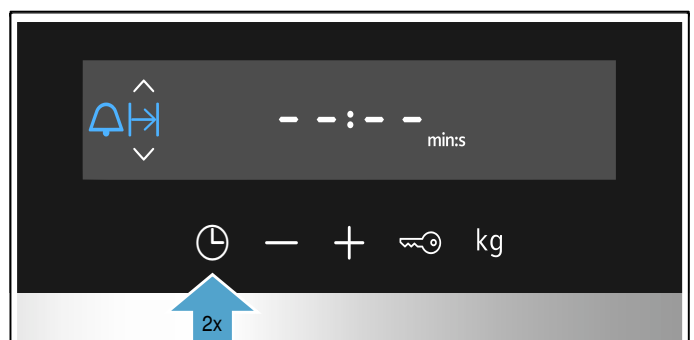 – –:– –
min:s
kg
2x